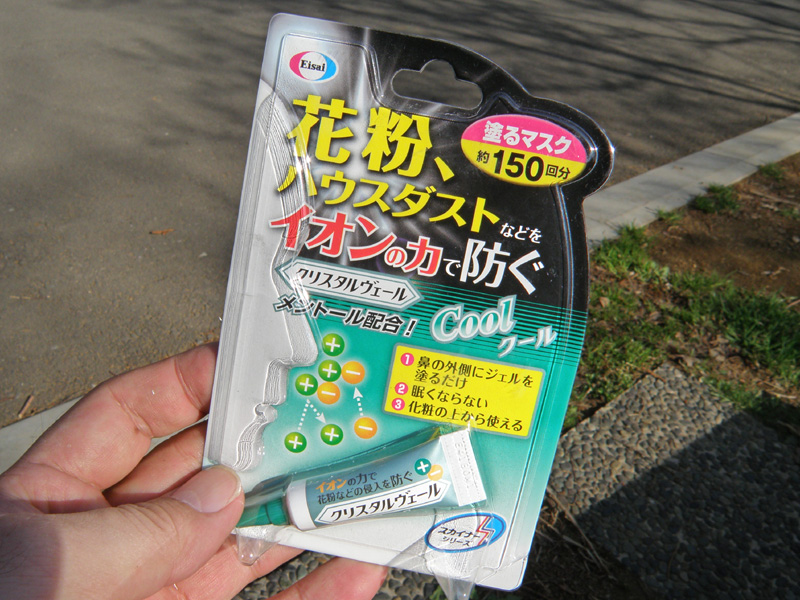 Eisai
塗るマスク
約150回分
花粉、
ハウスダストなどを
イオンの力で防ぐ
クリスタルヴェール
メントール配合!
Cool
クール
1 鼻の外側にジェルを
塗るだけ
2 眠くならない
3 化粧の上から使える
イオンの力で
花粉などの侵入を防ぐ
クリスタルヴェール
スカイナー
シリーズ